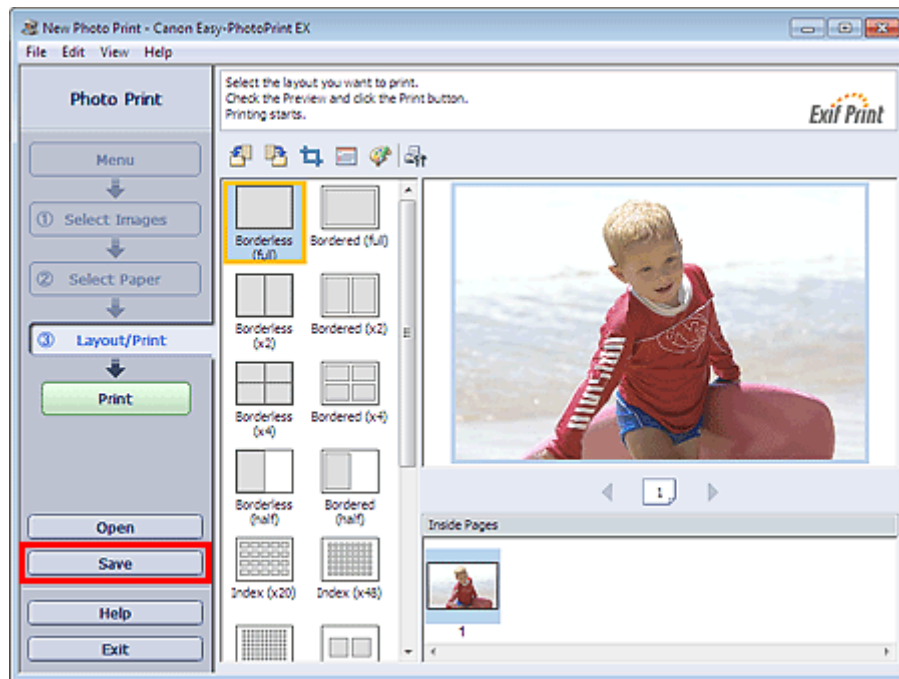 New Photo Print - Canon Easy-PhotoPrint EX
File Edit View Help
Photo Print
Select the layout you want to print.
Check the Preview and click the Print button.
Printing starts.
Exif Print
Menu
① Select Images
② Select Paper
③ Layout/Print
Print
Open
Save
Help
Exit
Borderless
(full)
Bordered (full)
Borderless
(x2)
Bordered (x2)
Borderless
(x4)
Bordered (x4)
Borderless
(half)
Bordered
(half)
Index (x20)
Index (x48)
1
Inside Pages
1